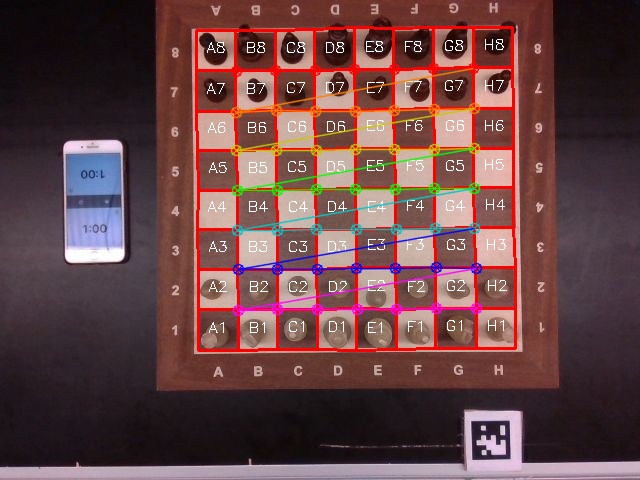 A B C D E F G H
8 A8 B8 C8 D8 E8 F8 G8 H8 8
7 A7 B7 C7 D7 E7 F7 G7 H7 7
6 A6 B6 C6 D6 E6 F6 G6 H6 6
5 A5 B5 C5 D5 E5 F5 G5 H5 5
4 A4 B4 C4 D4 E4 F4 G4 H4 4
3 A3 B3 C3 D3 E3 F3 G3 H3 3
2 A2 B2 C2 D2 E2 F2 G2 H2 2
1 A1 B1 C1 D1 E1 F1 G1 H1 1
A B C D E F G H
1:00
1:00